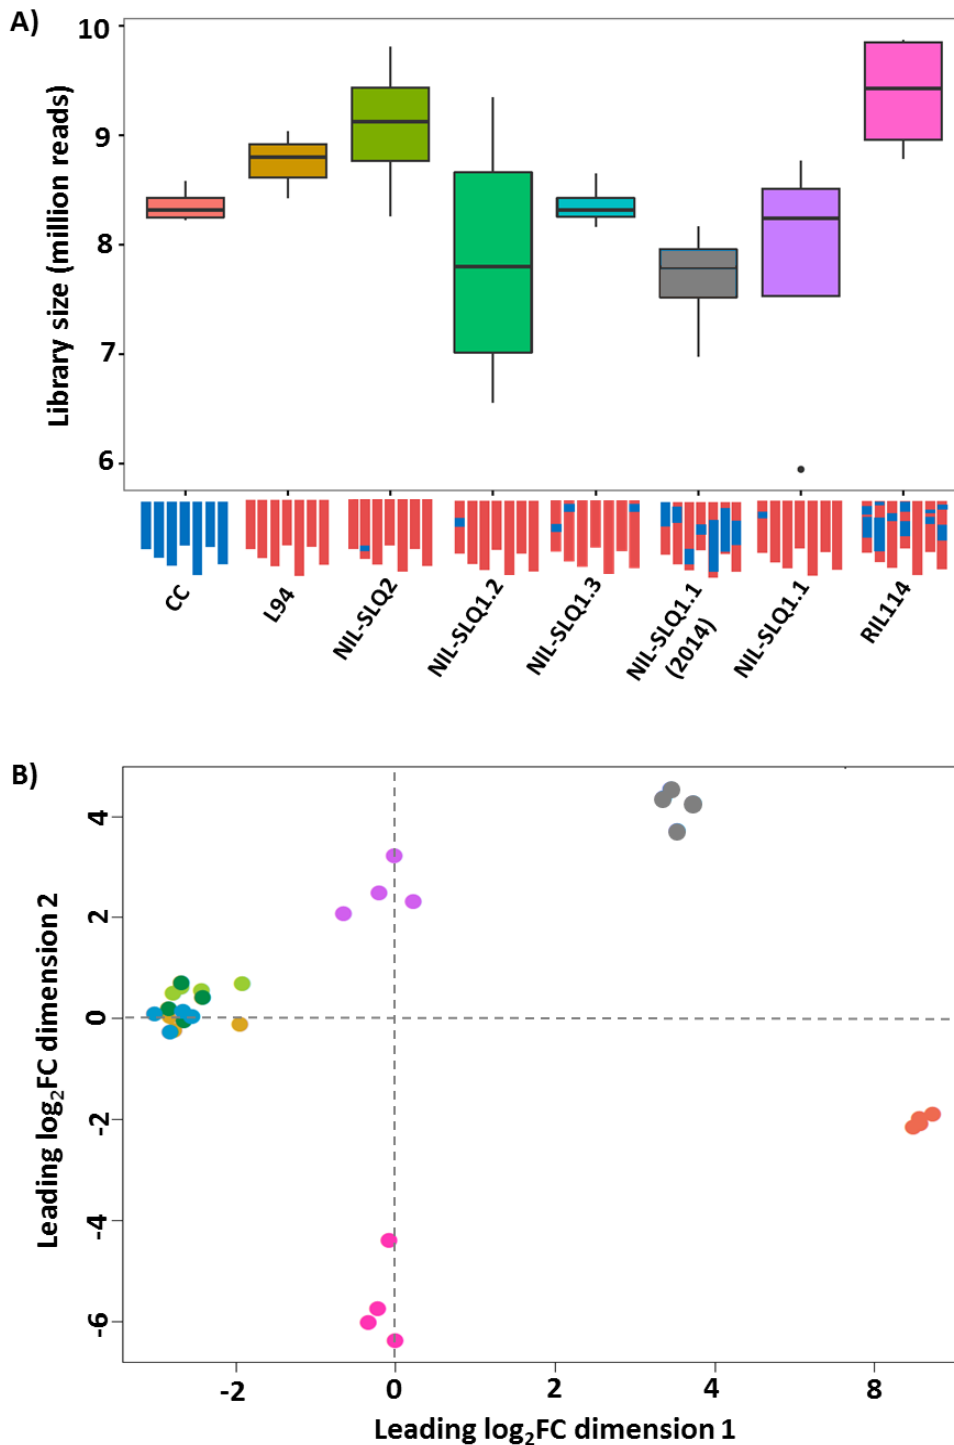 A)
Library size (million reads)
10
9
8
7
6
CC
L94
NIL-SLQ2
NIL-SLQ1.2
NIL-SLQ1.3
NIL-SLQ1.1
(2014)
NIL-SLQ1.1
RIL114
B)
Leading log₂FC dimension 2
4
2
0
-2
-4
-6
-2 0 2 4 8
Leading log₂FC dimension 1